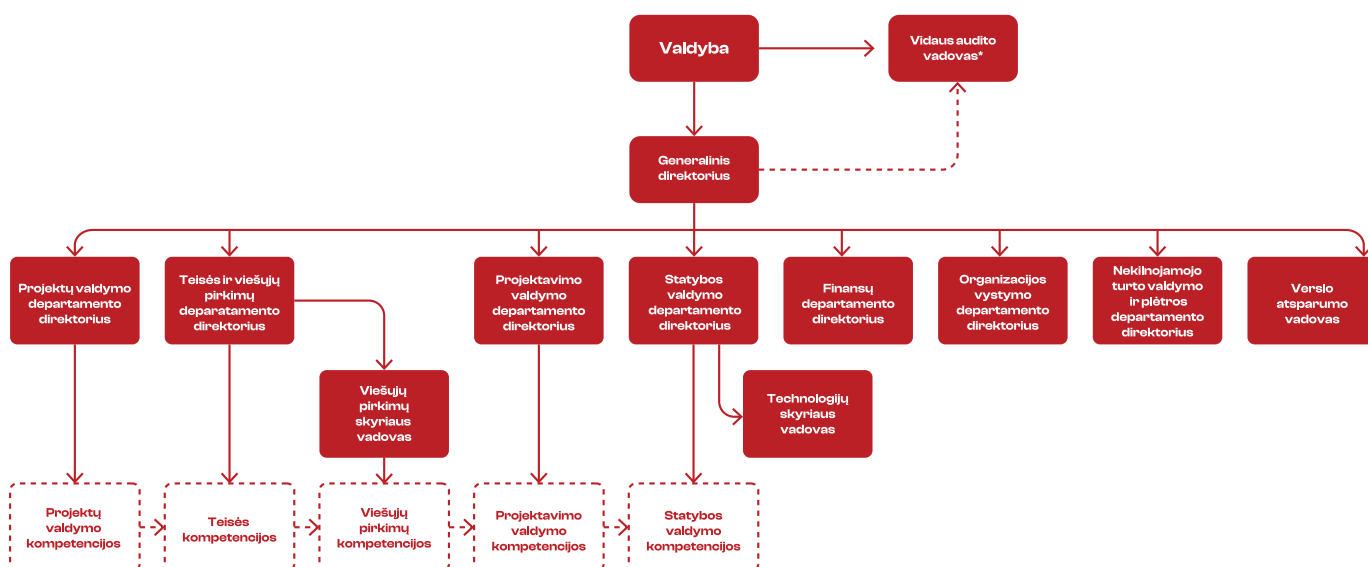 Valdyba
Vidaus audito
vadovas*
Generalinis
direktorius
Projektų valdymo
departamento
direktorius
Teisės ir viešųjų
pirkimų
deparatamento
direktorius
Projektavimo
valdymo
departamento
direktorius
Statybos
valdymo
departamento
direktorius
Finansų
departamento
direktorius
Organizacijos
vystymo
departamento
direktorius
Nekilnojamojo
turto valdymo
ir plėtros
departamento
direktorius
Verslo
atsparumo
vadovas
Viešųjų
pirkimų
skyriaus
vadovas
Technologijų
skyriaus
vadovas
Projektų
valdymo
kompetencijos
Teisės
kompetencijos
Viešųjų
pirkimų
kompetencijos
Projektavimo
valdymo
kompetencijos
Statybos
valdymo
kompetencijos